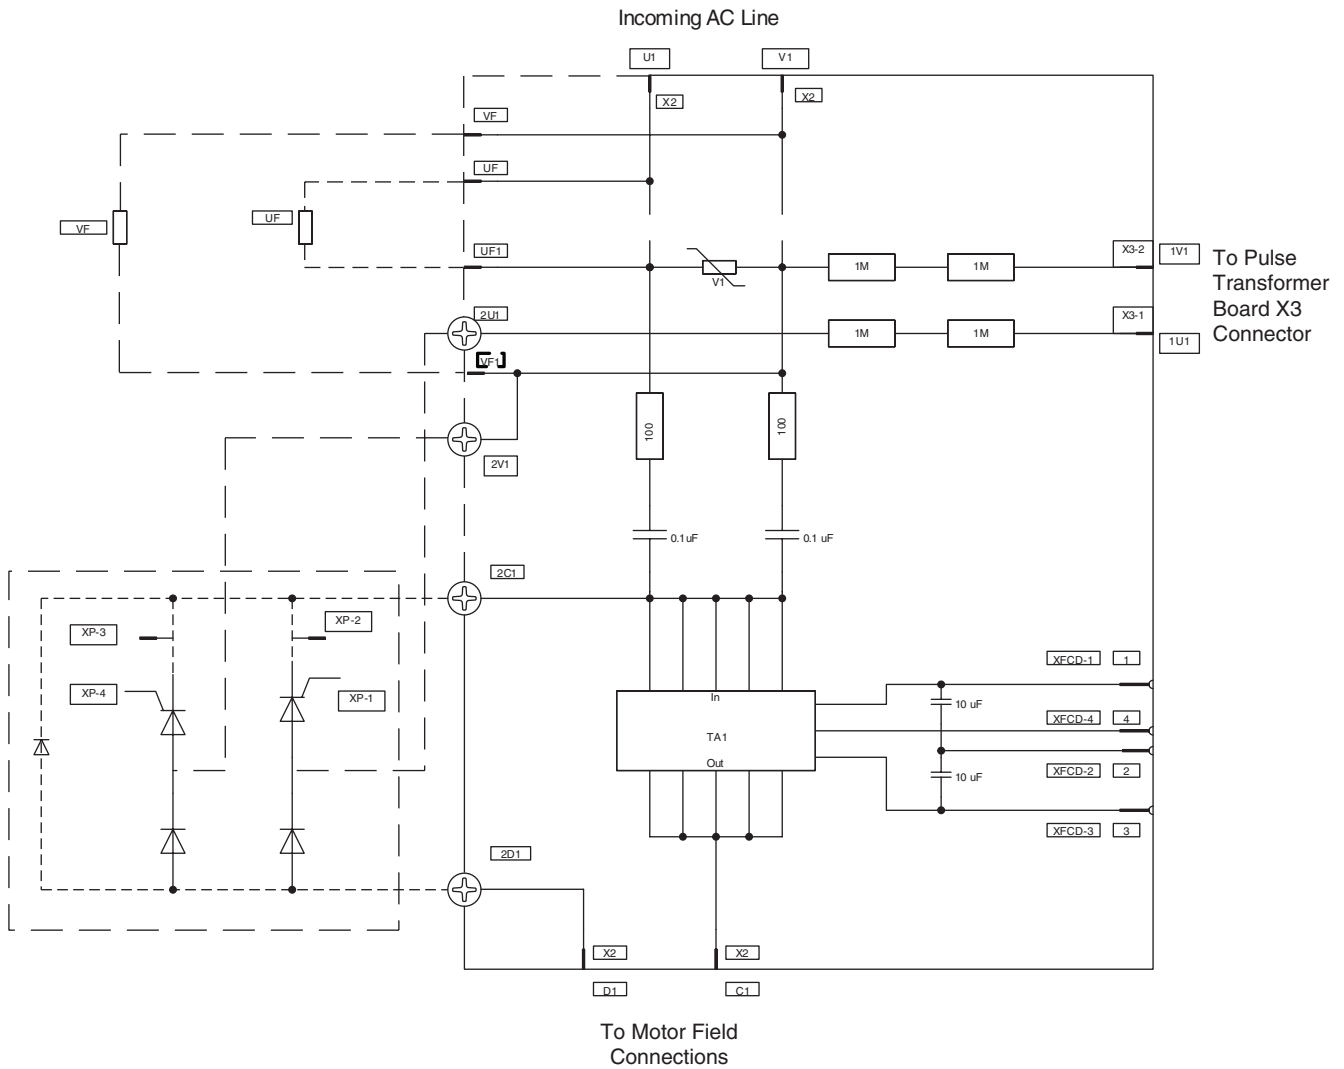 Incoming AC Line
U1
V1
X2
X2
VF
UF
VF
UF
UF1
V1
1M
1M
X3-2
1V1
To Pulse
Transformer
Board X3
Connector
2U1
1M
1M
X3-1
1U1
VF1
100
100
2V1
0.1uF
0.1 uF
2C1
XP-3
XP-2
XP-4
XP-1
In
TA1
Out
XFCD-1
1
10 uF
XFCD-4
4
XFCD-2
2
10 uF
XFCD-3
3
2D1
X2
X2
D1
C1
To Motor Field
Connections